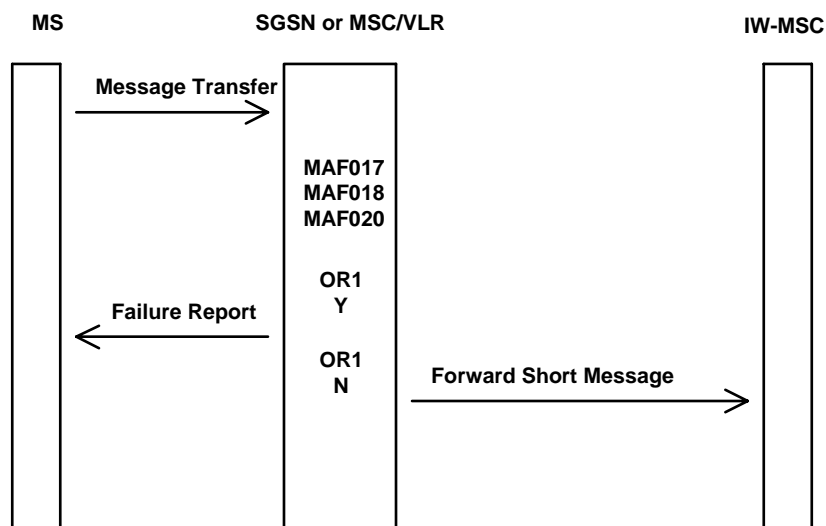 MS
SGSN or MSC/VLR
IW-MSC
Message Transfer
MAF017
MAF018
MAF020
OR1
Y
Failure Report
OR1
N
Forward Short Message